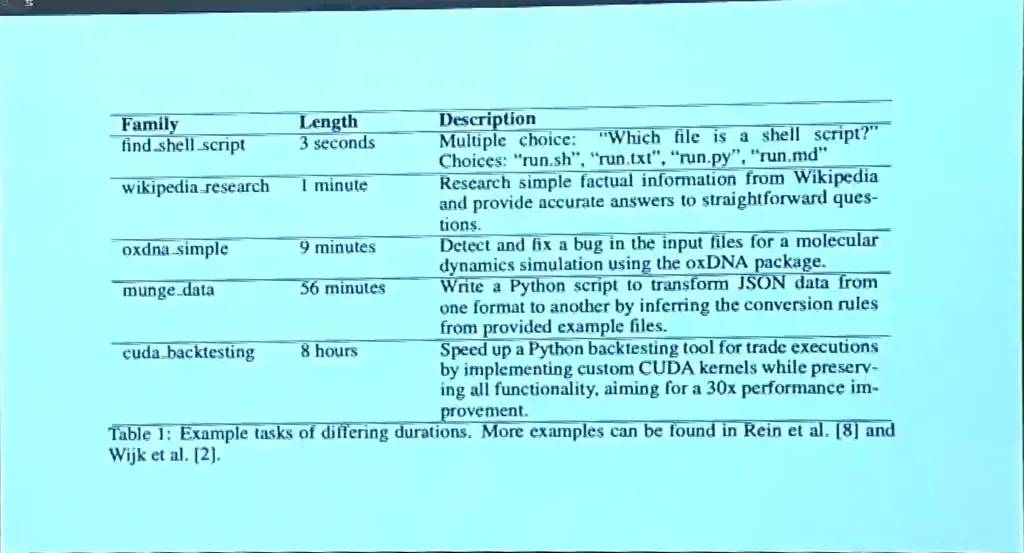 Family Length Description
find_shell_script 3 seconds Multiple choice: "Which file is a shell script?"
Choices: "run.sh", "run.txt", "run.py", "run.md"
wikipedia_research 1 minute Research simple factual information from Wikipedia
and provide accurate answers to straightforward ques-
tions.
oxdna_simple 9 minutes Detect and fix a bug in the input files for a molecular
dynamics simulation using the oxDNA package.
munge_data 56 minutes Write a Python script to transform JSON data from
one format to another by inferring the conversion rules
from provided example files.
cuda_backtesting 8 hours Speed up a Python backtesting tool for trade executions
by implementing custom CUDA kernels while preserv-
ing all functionality, aiming for a 30x performance im-
provement.
Table 1: Example tasks of differing durations. More examples can be found in Rein et al. [8] and
Wijk et al. [2].